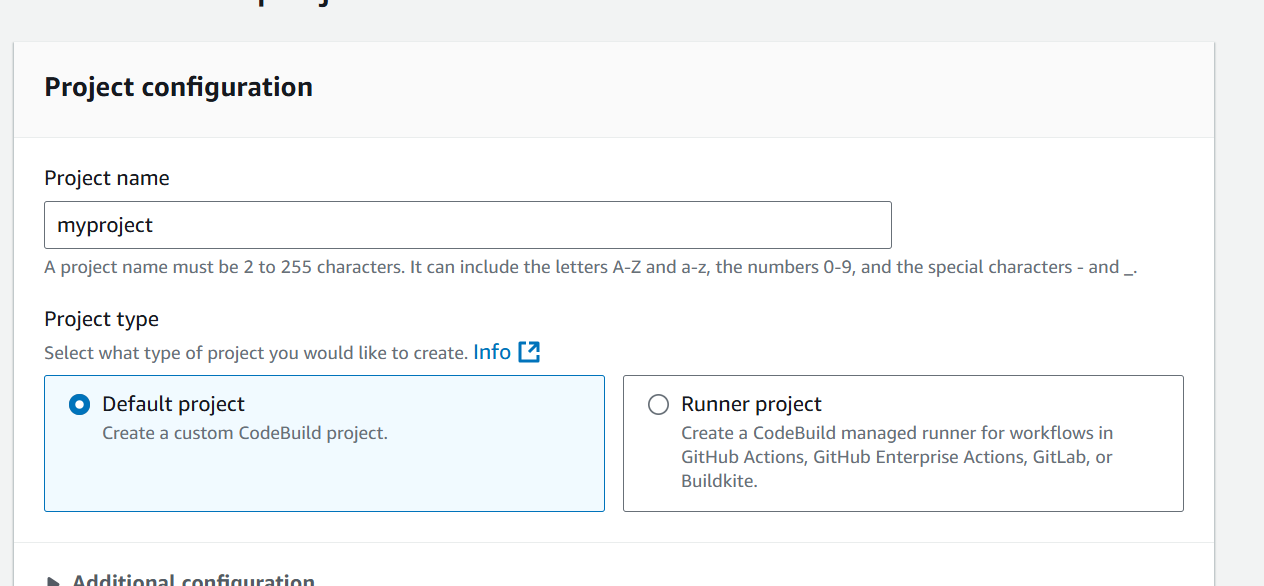 Project configuration
Project name
myproject
A project name must be 2 to 255 characters. It can include the letters A-Z and a-z, the numbers 0-9, and the special characters - and _.
Project type
Select what type of project you would like to create. Info
Default project
Create a custom CodeBuild project.
Runner project
Create a CodeBuild managed runner for workflows in
GitHub Actions, GitHub Enterprise Actions, GitLab, or
Buildkite.
Additional configuration